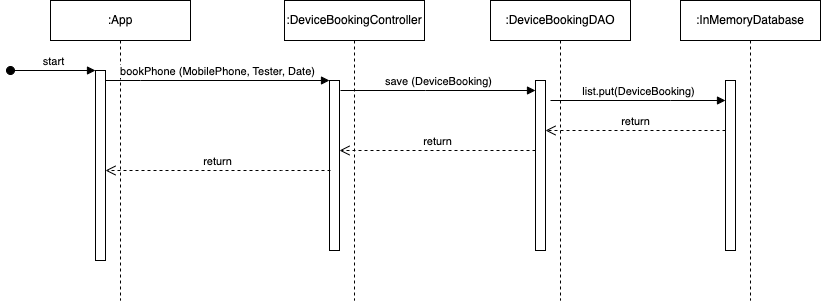 :App
:DeviceBookingController
:DeviceBookingDAO
:InMemoryDatabase
start
bookPhone (MobilePhone, Tester, Date)
save (DeviceBooking)
list.put(DeviceBooking)
return
return
return